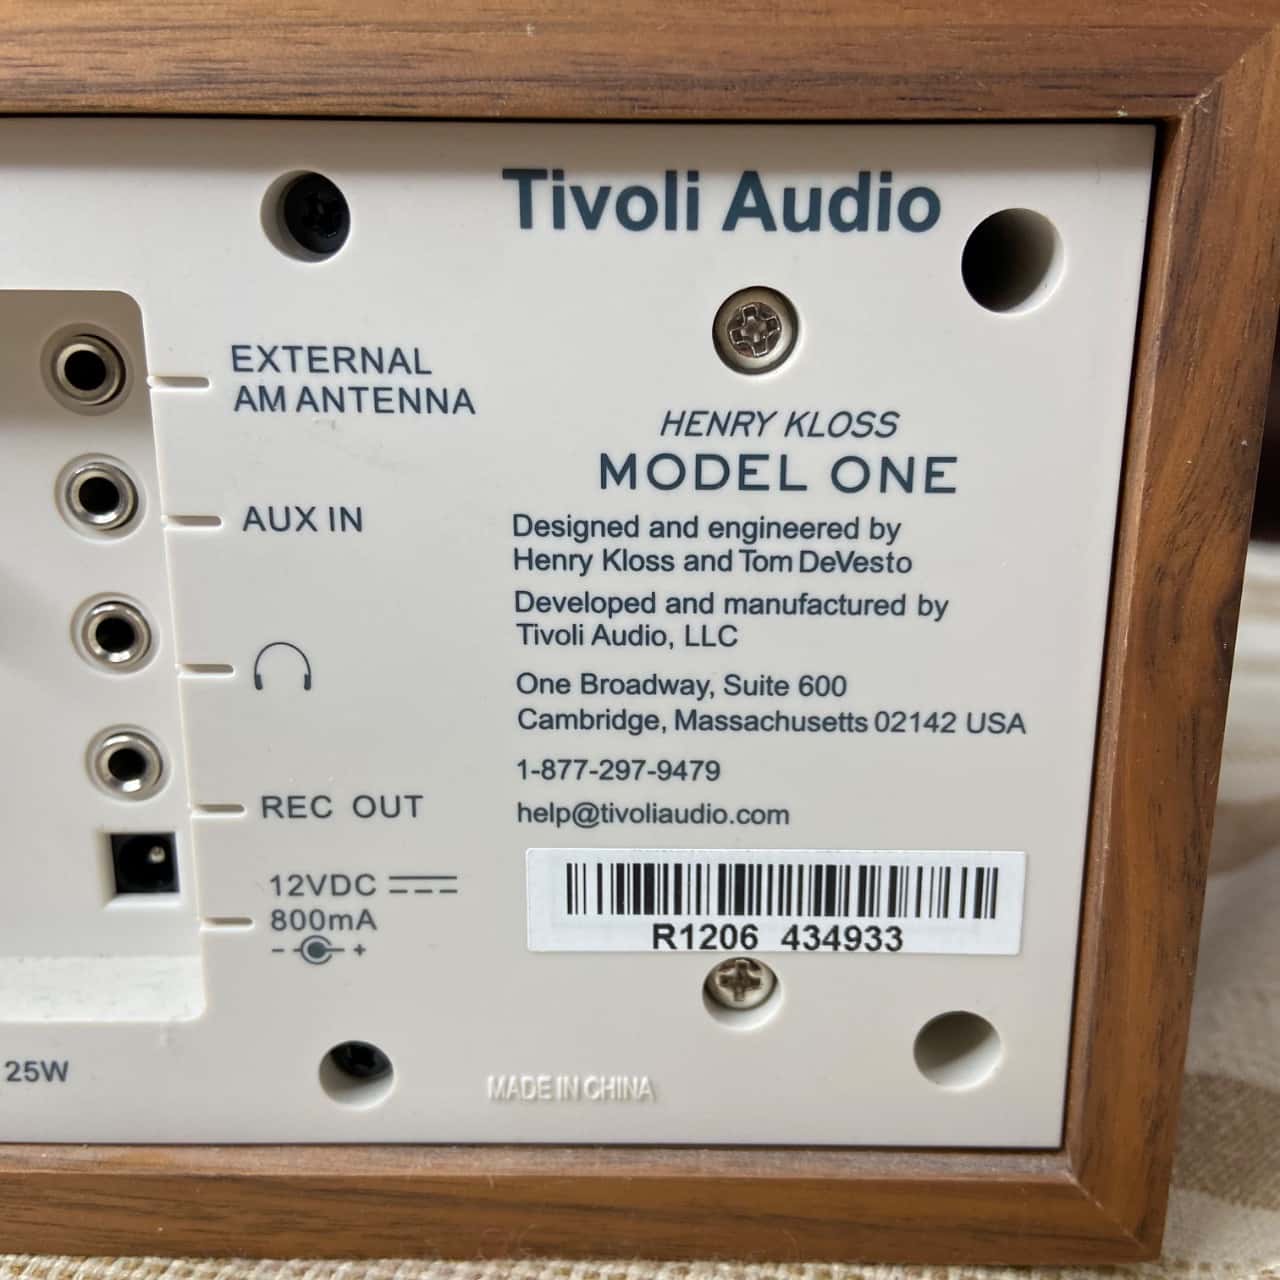 Tivoli Audio
EXTERNAL
AM ANTENNA
AUX IN
REC OUT
12VDC
800mA
- +
25W
HENRY KLOSS
MODEL ONE
Designed and engineered by
Henry Kloss and Tom DeVesto
Developed and manufactured by
Tivoli Audio, LLC
One Broadway, Suite 600
Cambridge, Massachusetts 02142 USA
1-877-297-9479
help@tivoliaudio.com
R1206 434933
MADE IN CHINA